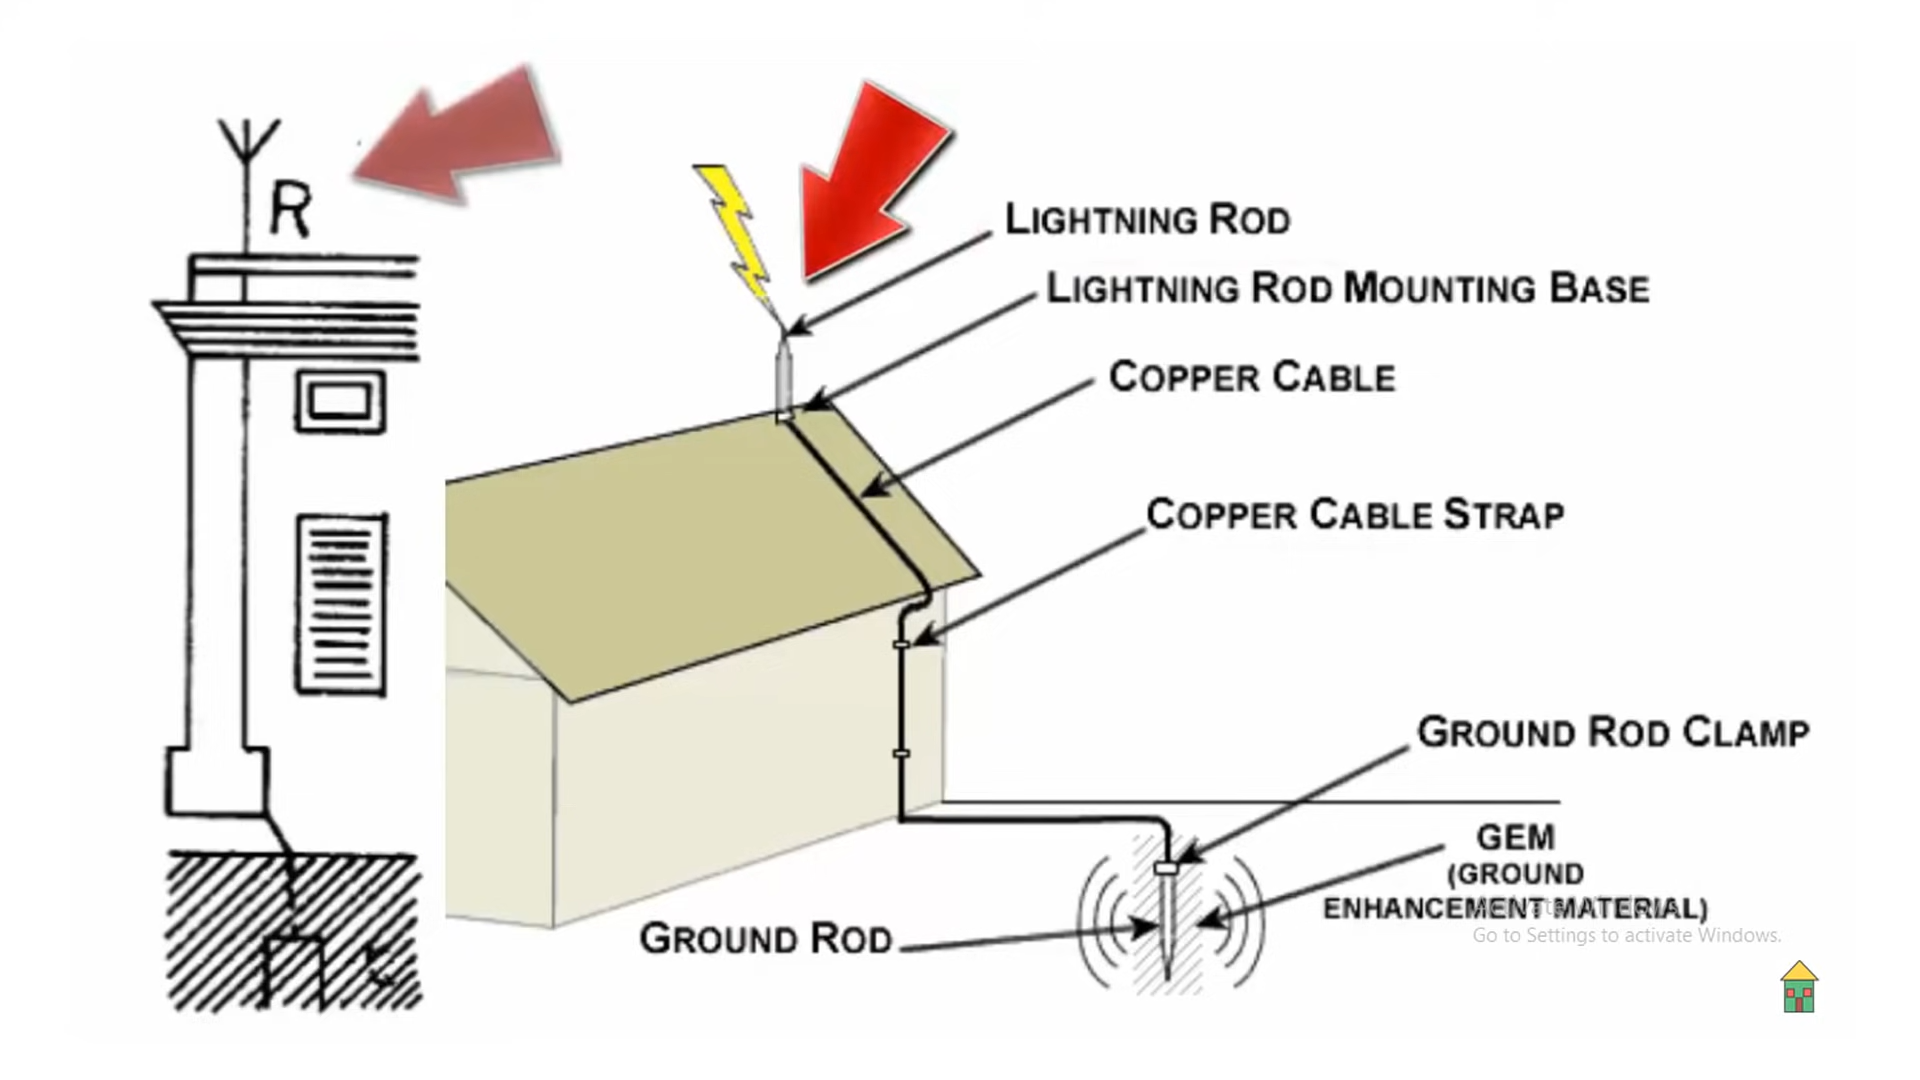 R
LIGHTNING ROD
LIGHTNING ROD MOUNTING BASE
COPPER CABLE
COPPER CABLE STRAP
GROUND ROD CLAMP
GEM
(GROUND
ENHANCEMENT MATERIAL)
Go to Settings to activate Windows.
GROUND ROD